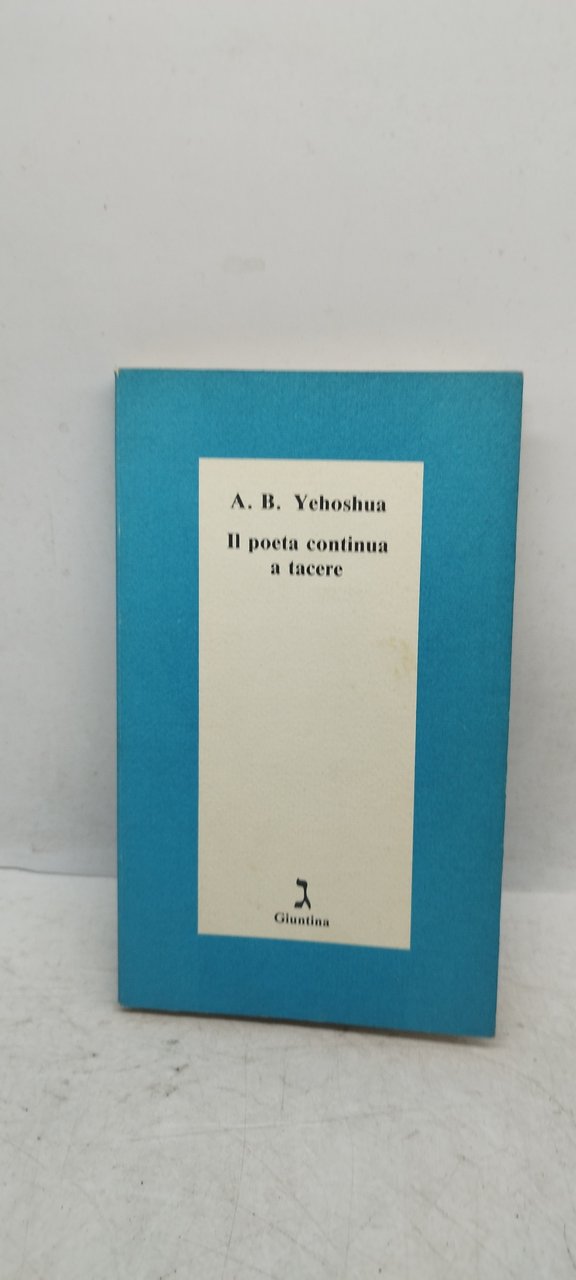 A. B. Yehoshua
Il poeta continua
a tacere
ג
Giuntina